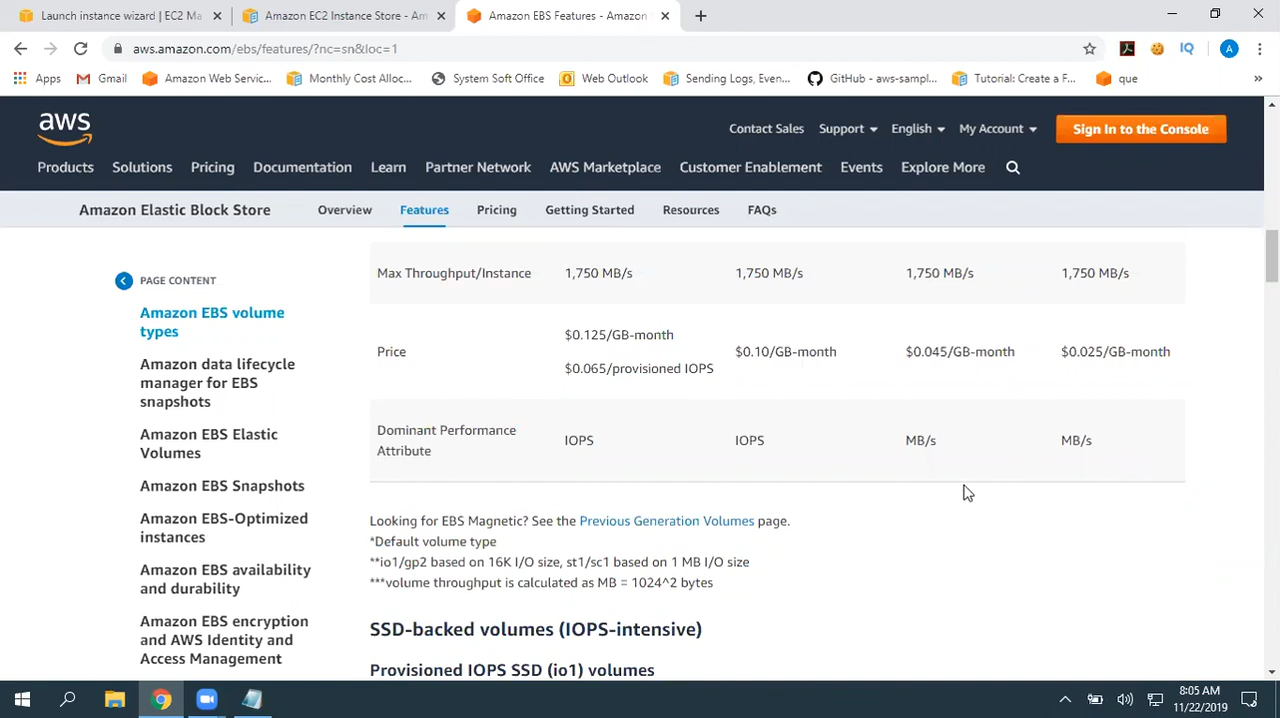 Launch instance wizard | EC2 Ma
Amazon EC2 Instance Store - Am
Amazon EBS Features - Amazon
aws.amazon.com/ebs/features/?nc=sn&loc=1
IQ
A
Apps
Gmail
Amazon Web Servic...
Monthly Cost Alloc...
System Soft Office
Web Outlook
Sending Logs, Even...
GitHub - aws-sampl...
Tutorial: Create a F...
que
»
aws
Contact Sales
Support
English
My Account
Sign In to the Console
Products
Solutions
Pricing
Documentation
Learn
Partner Network
AWS Marketplace
Customer Enablement
Events
Explore More
Amazon Elastic Block Store
Overview
Features
Pricing
Getting Started
Resources
FAQs
PAGE CONTENT
Amazon EBS volume
types
Amazon data lifecycle
manager for EBS
snapshots
Amazon EBS Elastic
Volumes
Amazon EBS Snapshots
Amazon EBS-Optimized
instances
Amazon EBS availability
and durability
Amazon EBS encryption
and AWS Identity and
Access Management
Max Throughput/Instance
1,750 MB/s
1,750 MB/s
1,750 MB/s
1,750 MB/s
Price
$0.125/GB-month
$0.065/provisioned IOPS
$0.10/GB-month
$0.045/GB-month
$0.025/GB-month
Dominant Performance
Attribute
IOPS
IOPS
MB/s
MB/s
Looking for EBS Magnetic? See the Previous Generation Volumes page.
*Default volume type
**io1/gp2 based on 16K I/O size, st1/sc1 based on 1 MB I/O size
***volume throughput is calculated as MB = 1024^2 bytes
SSD-backed volumes (IOPS-intensive)
Provisioned IOPS SSD (io1) volumes
8:05 AM
11/22/2019